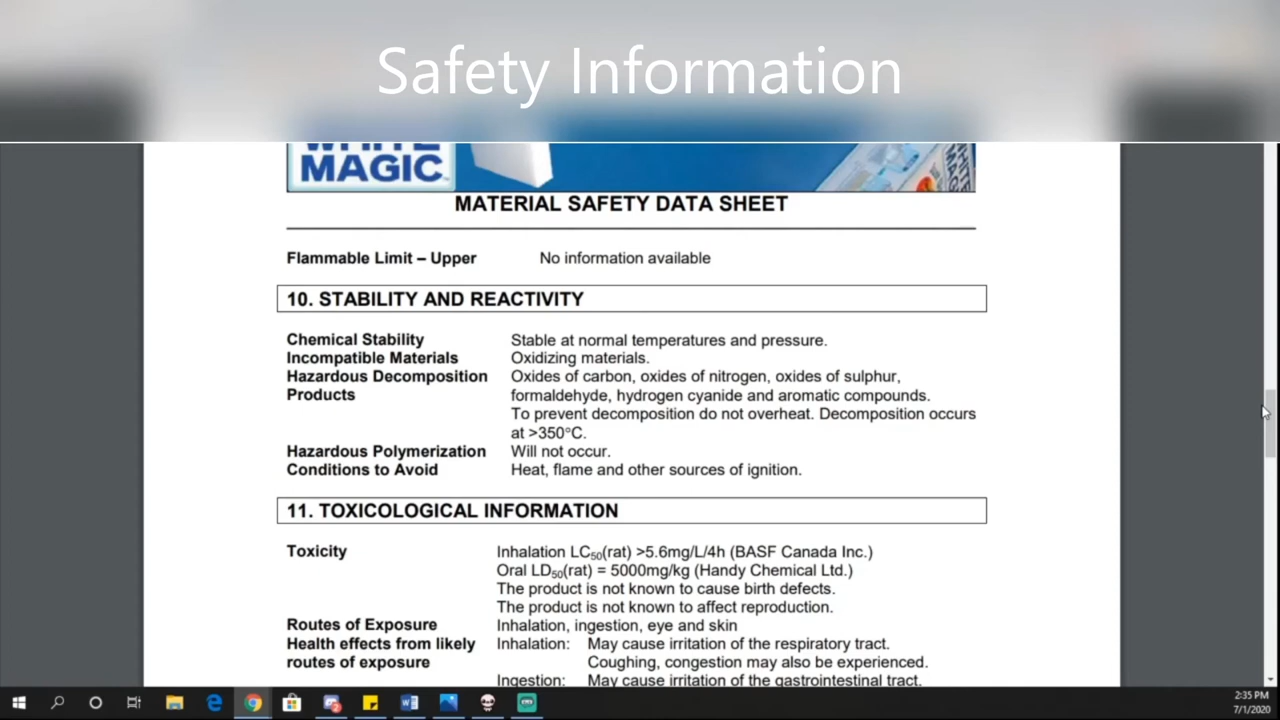 Safety Information
WHITE
MAGIC
WHITE
MAGIC
MATERIAL SAFETY DATA SHEET
Flammable Limit – Upper No information available
10. STABILITY AND REACTIVITY
Chemical Stability Stable at normal temperatures and pressure.
Incompatible Materials Oxidizing materials.
Hazardous Decomposition Oxides of carbon, oxides of nitrogen, oxides of sulphur,
Products formaldehyde, hydrogen cyanide and aromatic compounds.
To prevent decomposition do not overheat. Decomposition occurs
at >350°C.
Hazardous Polymerization Will not occur.
Conditions to Avoid Heat, flame and other sources of ignition.
11. TOXICOLOGICAL INFORMATION
Toxicity Inhalation LC50(rat) >5.6mg/L/4h (BASF Canada Inc.)
Oral LD50(rat) = 5000mg/kg (Handy Chemical Ltd.)
The product is not known to cause birth defects.
The product is not known to affect reproduction.
Routes of Exposure Inhalation, ingestion, eye and skin
Health effects from likely Inhalation: May cause irritation of the respiratory tract.
routes of exposure Coughing, congestion may also be experienced.
Ingestion: May cause irritation of the gastrointestinal tract.
2:35 PM
7/1/2020